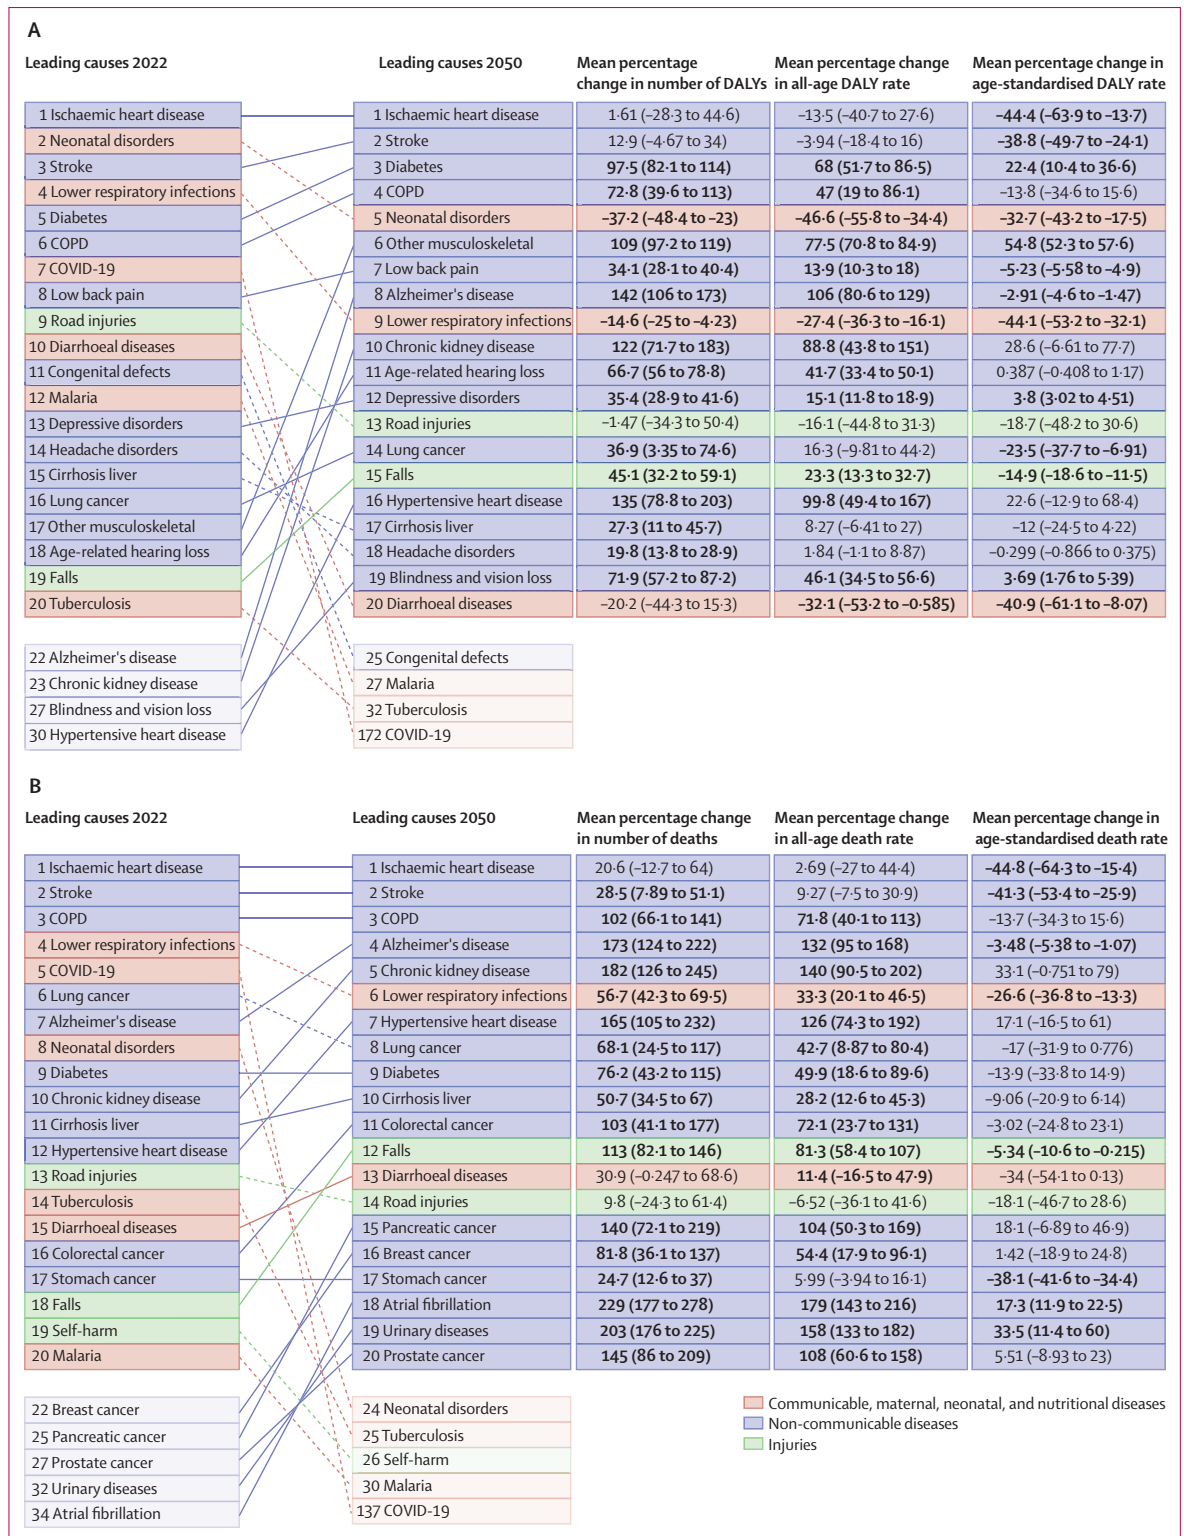 A
Leading causes 2022
Leading causes 2050
Mean percentage
change in number of DALYs
Mean percentage change
in all-age DALY rate
Mean percentage change in
age-standardised DALY rate
1 Ischaemic heart disease
1 Ischaemic heart disease
1·61 (–28·3 to 44·6)
–13·5 (–40·7 to 27·6)
–44·4 (–63·9 to –13·7)
2 Neonatal disorders
2 Stroke
12·9 (–4·67 to 34)
–3·94 (–18·4 to 16)
–38·8 (–49·7 to –24·1)
3 Stroke
3 Diabetes
97·5 (82·1 to 114)
68 (51·7 to 86·5)
22·4 (10·4 to 36·6)
4 Lower respiratory infections
4 COPD
72·8 (39·6 to 113)
47 (19 to 86·1)
–13·8 (–34·6 to 15·6)
5 Diabetes
5 Neonatal disorders
–37·2 (–48·4 to –23)
–46·6 (–55·8 to –34·4)
–32·7 (–43·2 to –17·5)
6 COPD
6 Other musculoskeletal
109 (97·2 to 119)
77·5 (70·8 to 84·9)
54·8 (52·3 to 57·6)
7 COVID-19
7 Low back pain
34·1 (28·1 to 40·4)
13·9 (10·3 to 18)
–5·23 (–5·58 to –4·9)
8 Low back pain
8 Alzheimer's disease
142 (106 to 173)
106 (80·6 to 129)
–2·91 (–4·6 to –1·47)
9 Road injuries
9 Lower respiratory infections
–14·6 (–25 to –4·23)
–27·4 (–36·3 to –16·1)
–44·1 (–53·2 to –32·1)
10 Diarrhoeal diseases
10 Chronic kidney disease
122 (71·7 to 183)
88·8 (43·8 to 151)
28·6 (–6·61 to 77·7)
11 Congenital defects
11 Age-related hearing loss
66·7 (56 to 78·8)
41·7 (33·4 to 50·1)
0·387 (–0·408 to 1·17)
12 Malaria
12 Depressive disorders
35·4 (28·9 to 41·6)
15·1 (11·8 to 18·9)
3·8 (3·02 to 4·51)
13 Depressive disorders
13 Road injuries
–1·47 (–34·3 to 50·4)
–16·1 (–44·8 to 31·3)
–18·7 (–48·2 to 30·6)
14 Headache disorders
14 Lung cancer
36·9 (3·35 to 74·6)
16·3 (–9·81 to 44·2)
–23·5 (–37·7 to –6·91)
15 Cirrhosis liver
15 Falls
45·1 (32·2 to 59·1)
23·3 (13·3 to 32·7)
–14·9 (–18·6 to –11·5)
16 Lung cancer
16 Hypertensive heart disease
135 (78·8 to 203)
99·8 (49·4 to 167)
22·6 (–12·9 to 68·4)
17 Other musculoskeletal
17 Cirrhosis liver
27·3 (11 to 45·7)
8·27 (–6·41 to 27)
–12 (–24·5 to 4·22)
18 Age-related hearing loss
18 Headache disorders
19·8 (13·8 to 28·9)
1·84 (–1·1 to 8·87)
–0·299 (–0·866 to 0·375)
19 Falls
19 Blindness and vision loss
71·9 (57·2 to 87·2)
46·1 (34·5 to 56·6)
3·69 (1·76 to 5·39)
20 Tuberculosis
20 Diarrhoeal diseases
–20·2 (–44·3 to 15·3)
–32·1 (–53·2 to –0·585)
–40·9 (–61·1 to –8·07)
22 Alzheimer's disease
25 Congenital defects
23 Chronic kidney disease
27 Malaria
27 Blindness and vision loss
32 Tuberculosis
30 Hypertensive heart disease
172 COVID-19
B
Leading causes 2022
Leading causes 2050
Mean percentage change
in number of deaths
Mean percentage change
in all-age death rate
Mean percentage change in
age-standardised death rate
1 Ischaemic heart disease
1 Ischaemic heart disease
20·6 (–12·7 to 64)
2·69 (–27 to 44·4)
–44·8 (–64·3 to –15·4)
2 Stroke
2 Stroke
28·5 (7·89 to 51·1)
9·27 (–7·5 to 30·9)
–41·3 (–53·4 to –25·9)
3 COPD
3 COPD
102 (66·1 to 141)
71·8 (40·1 to 113)
–13·7 (–34·3 to 15·6)
4 Lower respiratory infections
4 Alzheimer's disease
173 (124 to 222)
132 (95 to 168)
–3·48 (–5·38 to –1·07)
5 COVID-19
5 Chronic kidney disease
182 (126 to 245)
140 (90·5 to 202)
33·1 (–0·751 to 79)
6 Lung cancer
6 Lower respiratory infections
56·7 (42·3 to 69·5)
33·3 (20·1 to 46·5)
–26·6 (–36·8 to –13·3)
7 Alzheimer's disease
7 Hypertensive heart disease
165 (105 to 232)
126 (74·3 to 192)
17·1 (–16·5 to 61)
8 Neonatal disorders
8 Lung cancer
68·1 (24·5 to 117)
42·7 (8·87 to 80·4)
–17 (–31·9 to 0·776)
9 Diabetes
9 Diabetes
76·2 (43·2 to 115)
49·9 (18·6 to 89·6)
–13·9 (–33·8 to 14·9)
10 Chronic kidney disease
10 Cirrhosis liver
50·7 (34·5 to 67)
28·2 (12·6 to 45·3)
–9·06 (–20·9 to 6·14)
11 Cirrhosis liver
11 Colorectal cancer
103 (41·1 to 177)
72·1 (23·7 to 131)
–3·02 (–24·8 to 23·1)
12 Hypertensive heart disease
12 Falls
113 (82·1 to 146)
81·3 (58·4 to 107)
–5·34 (–10·6 to –0·215)
13 Road injuries
13 Diarrhoeal diseases
30·9 (–0·247 to 68·6)
11·4 (–16·5 to 47·9)
–34 (–54·1 to 0·13)
14 Tuberculosis
14 Road injuries
9·8 (–24·3 to 61·4)
–6·52 (–36·1 to 41·6)
–18·1 (–46·7 to 28·6)
15 Diarrhoeal diseases
15 Pancreatic cancer
140 (72·1 to 219)
104 (50·3 to 169)
18·1 (–6·89 to 46·9)
16 Colorectal cancer
16 Breast cancer
81·8 (36·1 to 137)
54·4 (17·9 to 96·1)
1·42 (–18·9 to 24·8)
17 Stomach cancer
17 Stomach cancer
24·7 (12·6 to 37)
5·99 (–3·94 to 16·1)
–38·1 (–41·6 to –34·4)
18 Falls
18 Atrial fibrillation
229 (177 to 278)
179 (143 to 216)
17·3 (11·9 to 22·5)
19 Self-harm
19 Urinary diseases
203 (176 to 225)
158 (133 to 182)
33·5 (11·4 to 60)
20 Malaria
20 Prostate cancer
145 (86 to 209)
108 (60·6 to 158)
5·51 (–8·93 to 23)
22 Breast cancer
24 Neonatal disorders
25 Pancreatic cancer
25 Tuberculosis
27 Prostate cancer
26 Self-harm
32 Urinary diseases
30 Malaria
34 Atrial fibrillation
137 COVID-19
Communicable, maternal, neonatal, and nutritional diseases
Non-communicable diseases
Injuries